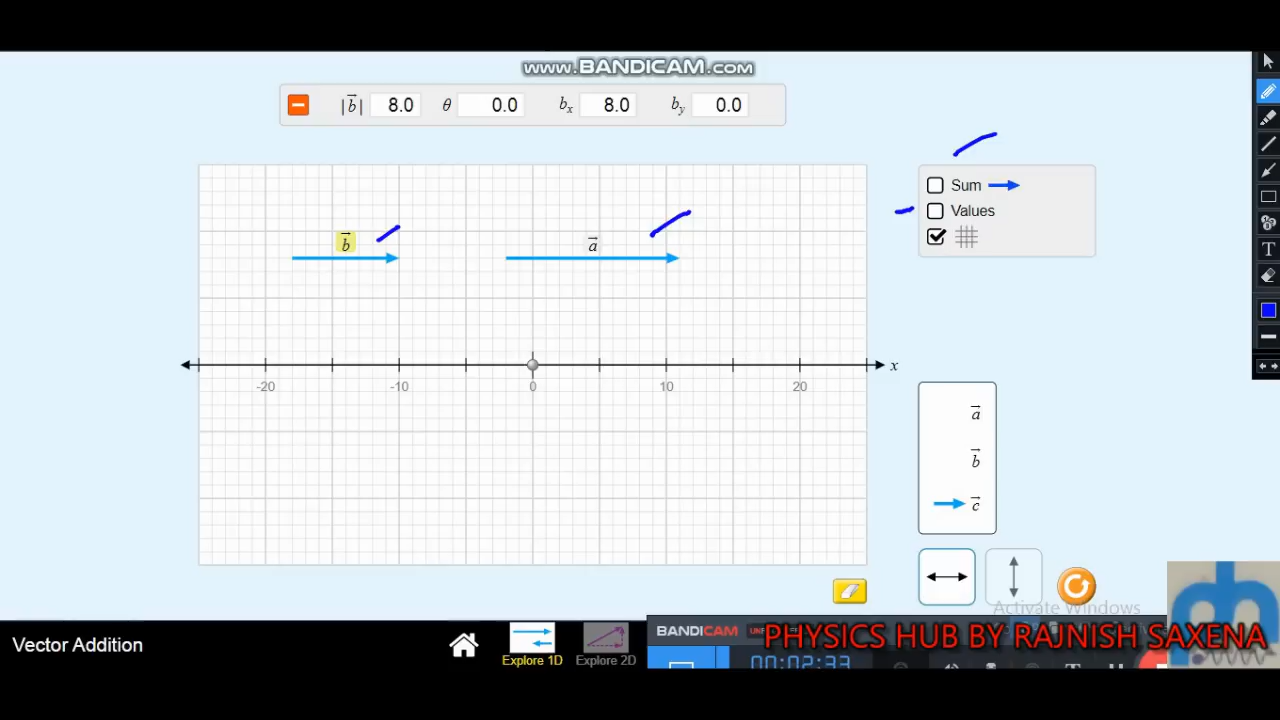 www.BANDICAM.com
|b⃗| 8.0 θ 0.0 bx 8.0 by 0.0
Sum
Values
b⃗
a⃗
x
-20 -10 0 10 20
a⃗
b⃗
c⃗
Activate Windows
Vector Addition
Explore 1D
Explore 2D
BANDICAM
PHYSICS HUB BY RAJNISH SAXENA
00:02:33